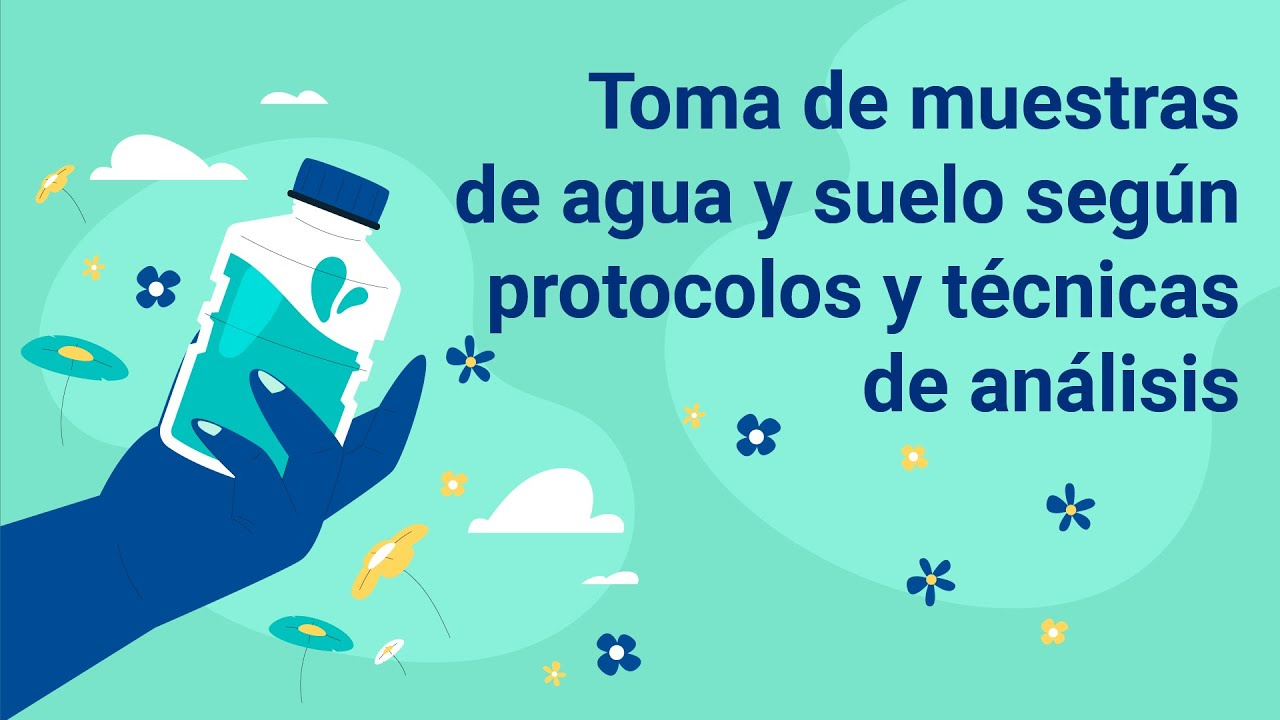 Toma de muestras
de agua y suelo según
protocolos y técnicas
de análisis